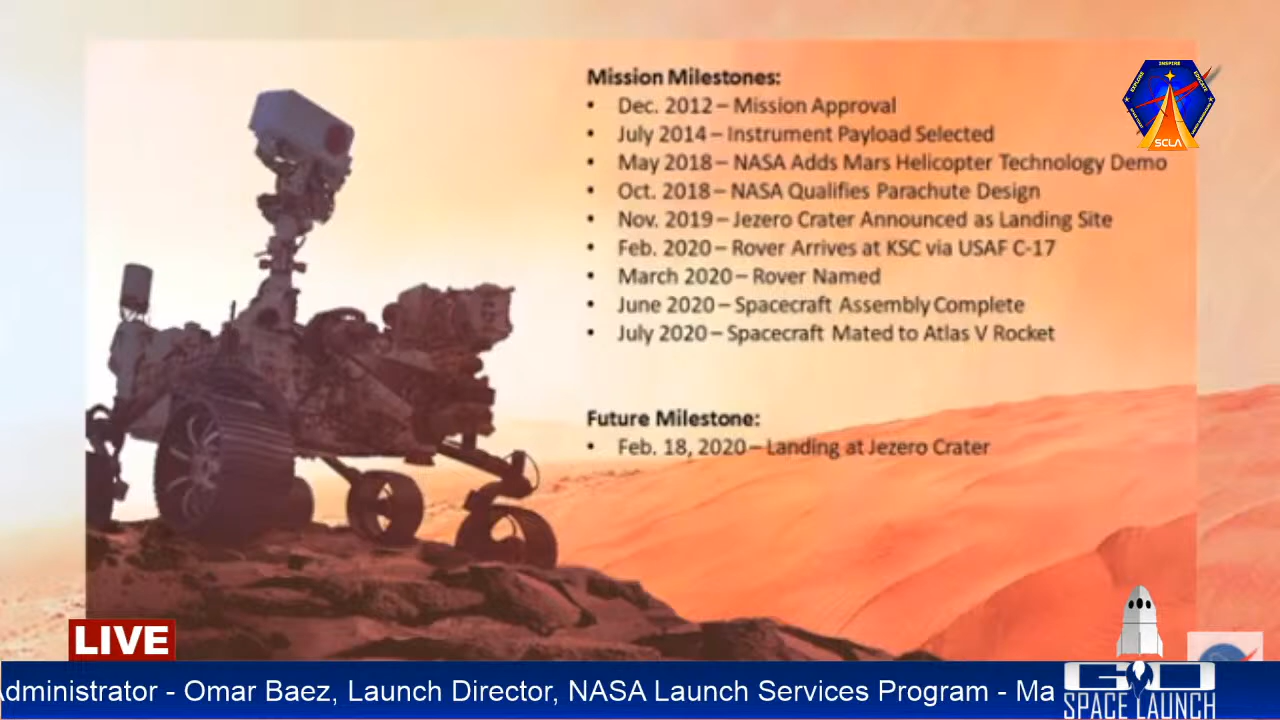 Mission Milestones:
• Dec. 2012 – Mission Approval
• July 2014 – Instrument Payload Selected
• May 2018 – NASA Adds Mars Helicopter Technology Demo
• Oct. 2018 – NASA Qualifies Parachute Design
• Nov. 2019 – Jezero Crater Announced as Landing Site
• Feb. 2020 – Rover Arrives at KSC via USAF C-17
• March 2020 – Rover Named
• June 2020 – Spacecraft Assembly Complete
• July 2020 – Spacecraft Mated to Atlas V Rocket
Future Milestone:
• Feb. 18, 2020 – Landing at Jezero Crater
EXPLORE INSPIRE EDUCATE
SCLA
LIVE
Administrator - Omar Baez, Launch Director, NASA Launch Services Program - Ma
GO
SPACE LAUNCH